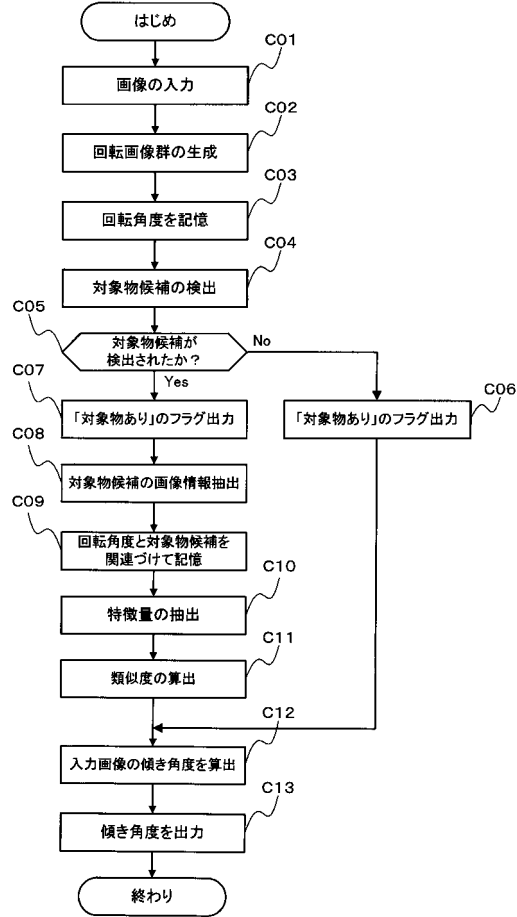 はじめ
C01
画像の入力
C02
回転画像群の生成
C03
回転角度を記憶
C04
対象物候補の検出
C05
対象物候補が
検出されたか？
No
Yes
C07
「対象物あり」のフラグ出力
C06
「対象物あり」のフラグ出力
C08
対象物候補の画像情報抽出
C09
回転角度と対象物候補を
関連づけて記憶
C10
特徴量の抽出
C11
類似度の算出
C12
入力画像の傾き角度を算出
C13
傾き角度を出力
終わり